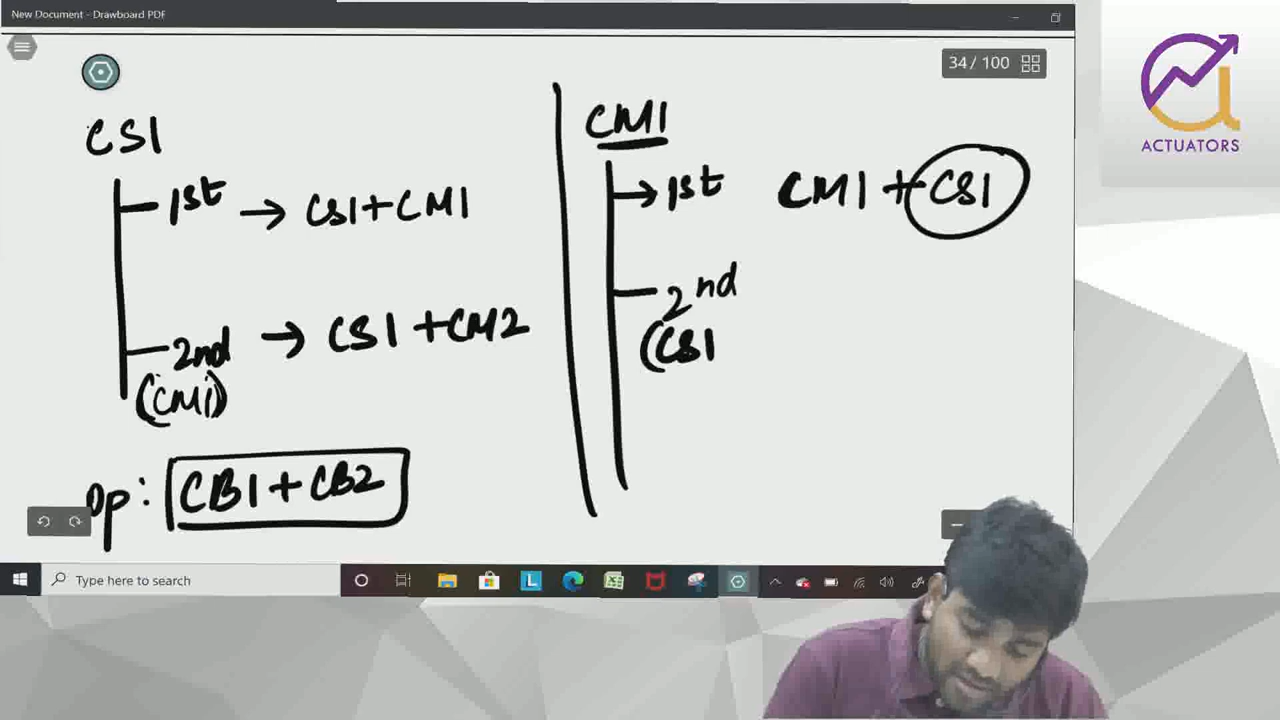 New Document - Drawboard PDF
34 / 100
ACTUATORS
CS1
1st → CS1+CM1
2nd → CS1 +CM2
(CM1)
Op: CB1+ CB2
CM1
→ 1st CM1 + CS1
2nd
(CS1
Type here to search